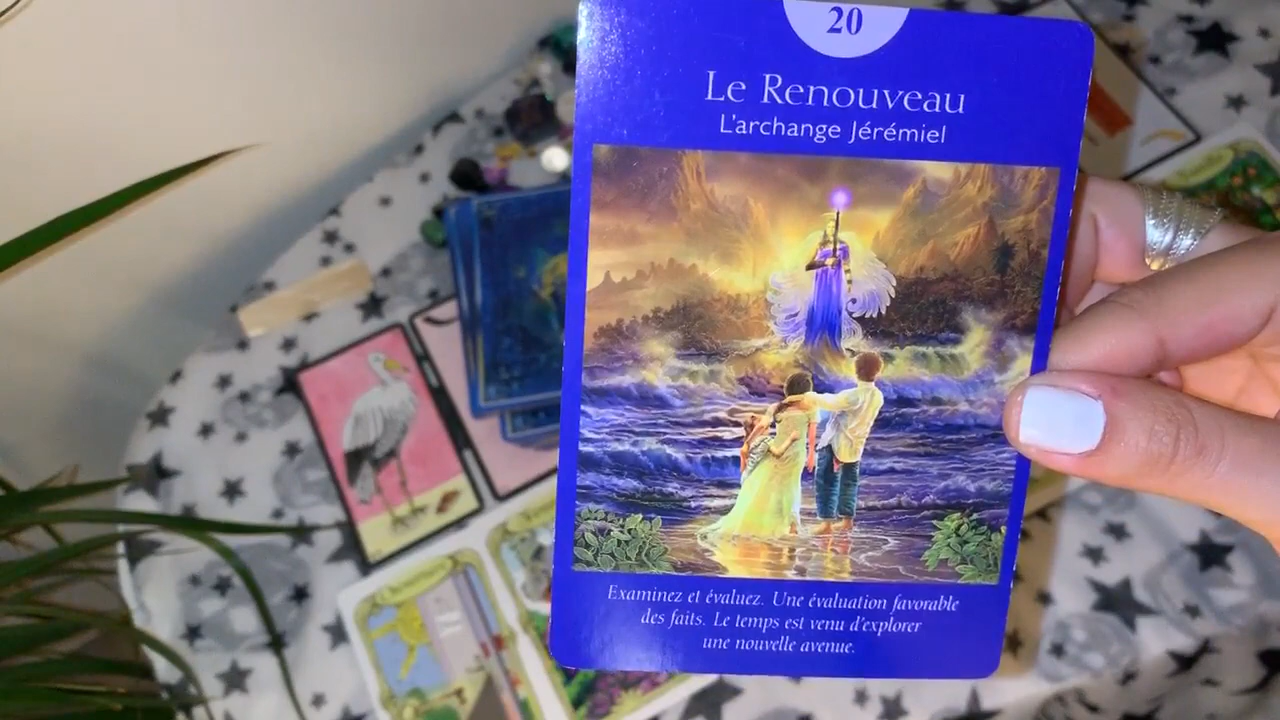 20
Le Renouveau
L'archange Jérémiel
Examinez et évaluez. Une évaluation favorable
des faits. Le temps est venu d'explorer
une nouvelle avenue.